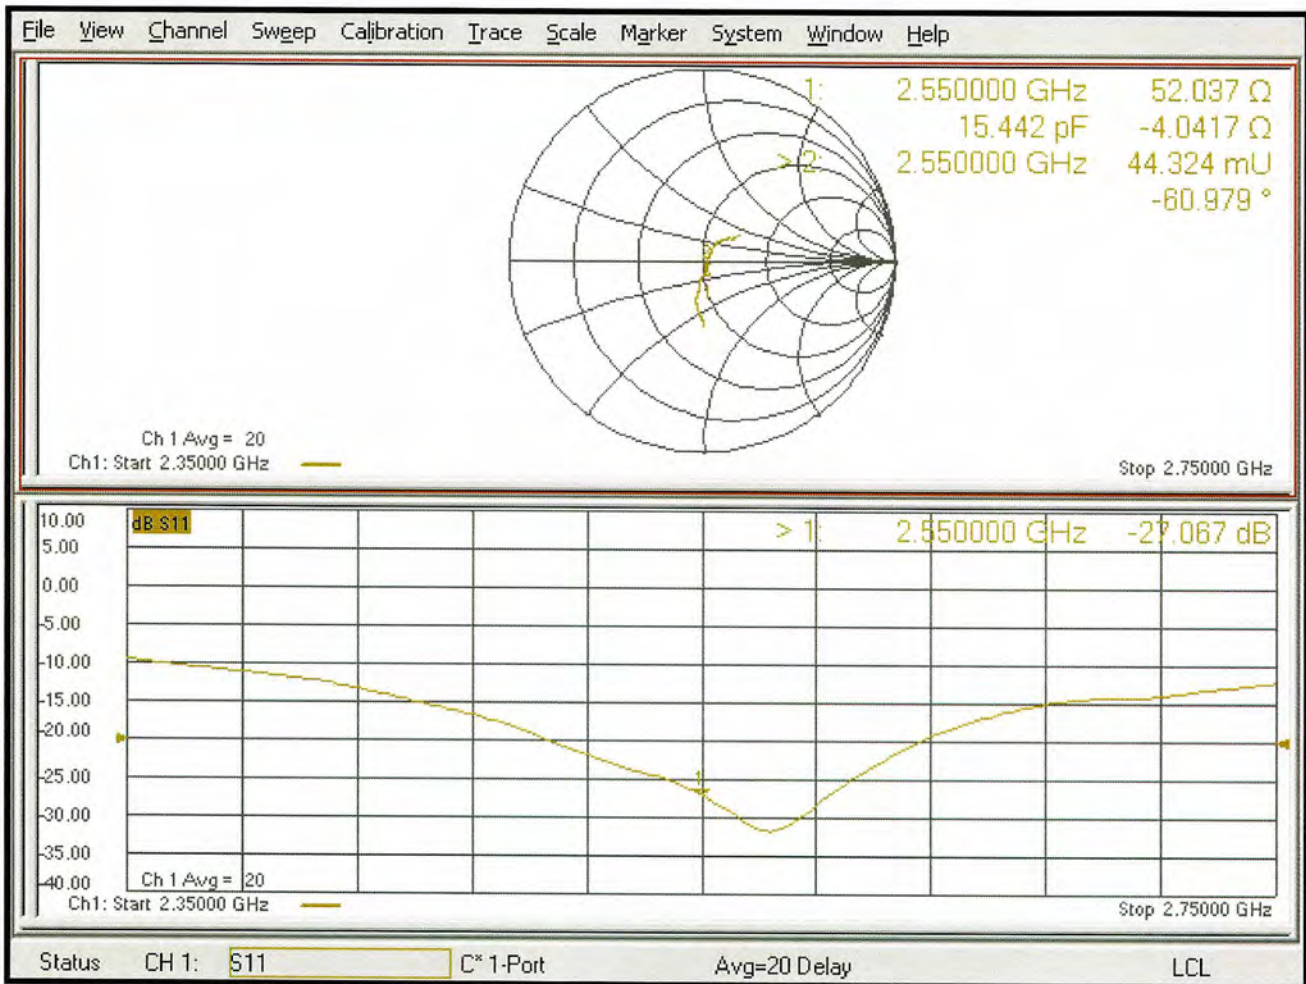 File View Channel Sweep Calibration Trace Scale Marker System Window Help
1: 2.550000 GHz 52.037 Ω
15.442 pF -4.0417 Ω
> 2: 2.550000 GHz 44.324 mU
-60.979 °
Ch 1 Avg = 20
Ch1: Start 2.35000 GHz
Stop 2.75000 GHz
10.00
dB S11
> 1: 2.550000 GHz -27.067 dB
5.00
0.00
-5.00
-10.00
-15.00
-20.00
-25.00
1
-30.00
-35.00
-40.00
Ch 1 Avg = 20
Ch1: Start 2.35000 GHz
Stop 2.75000 GHz
Status CH 1: S11 C* 1-Port Avg=20 Delay LCL